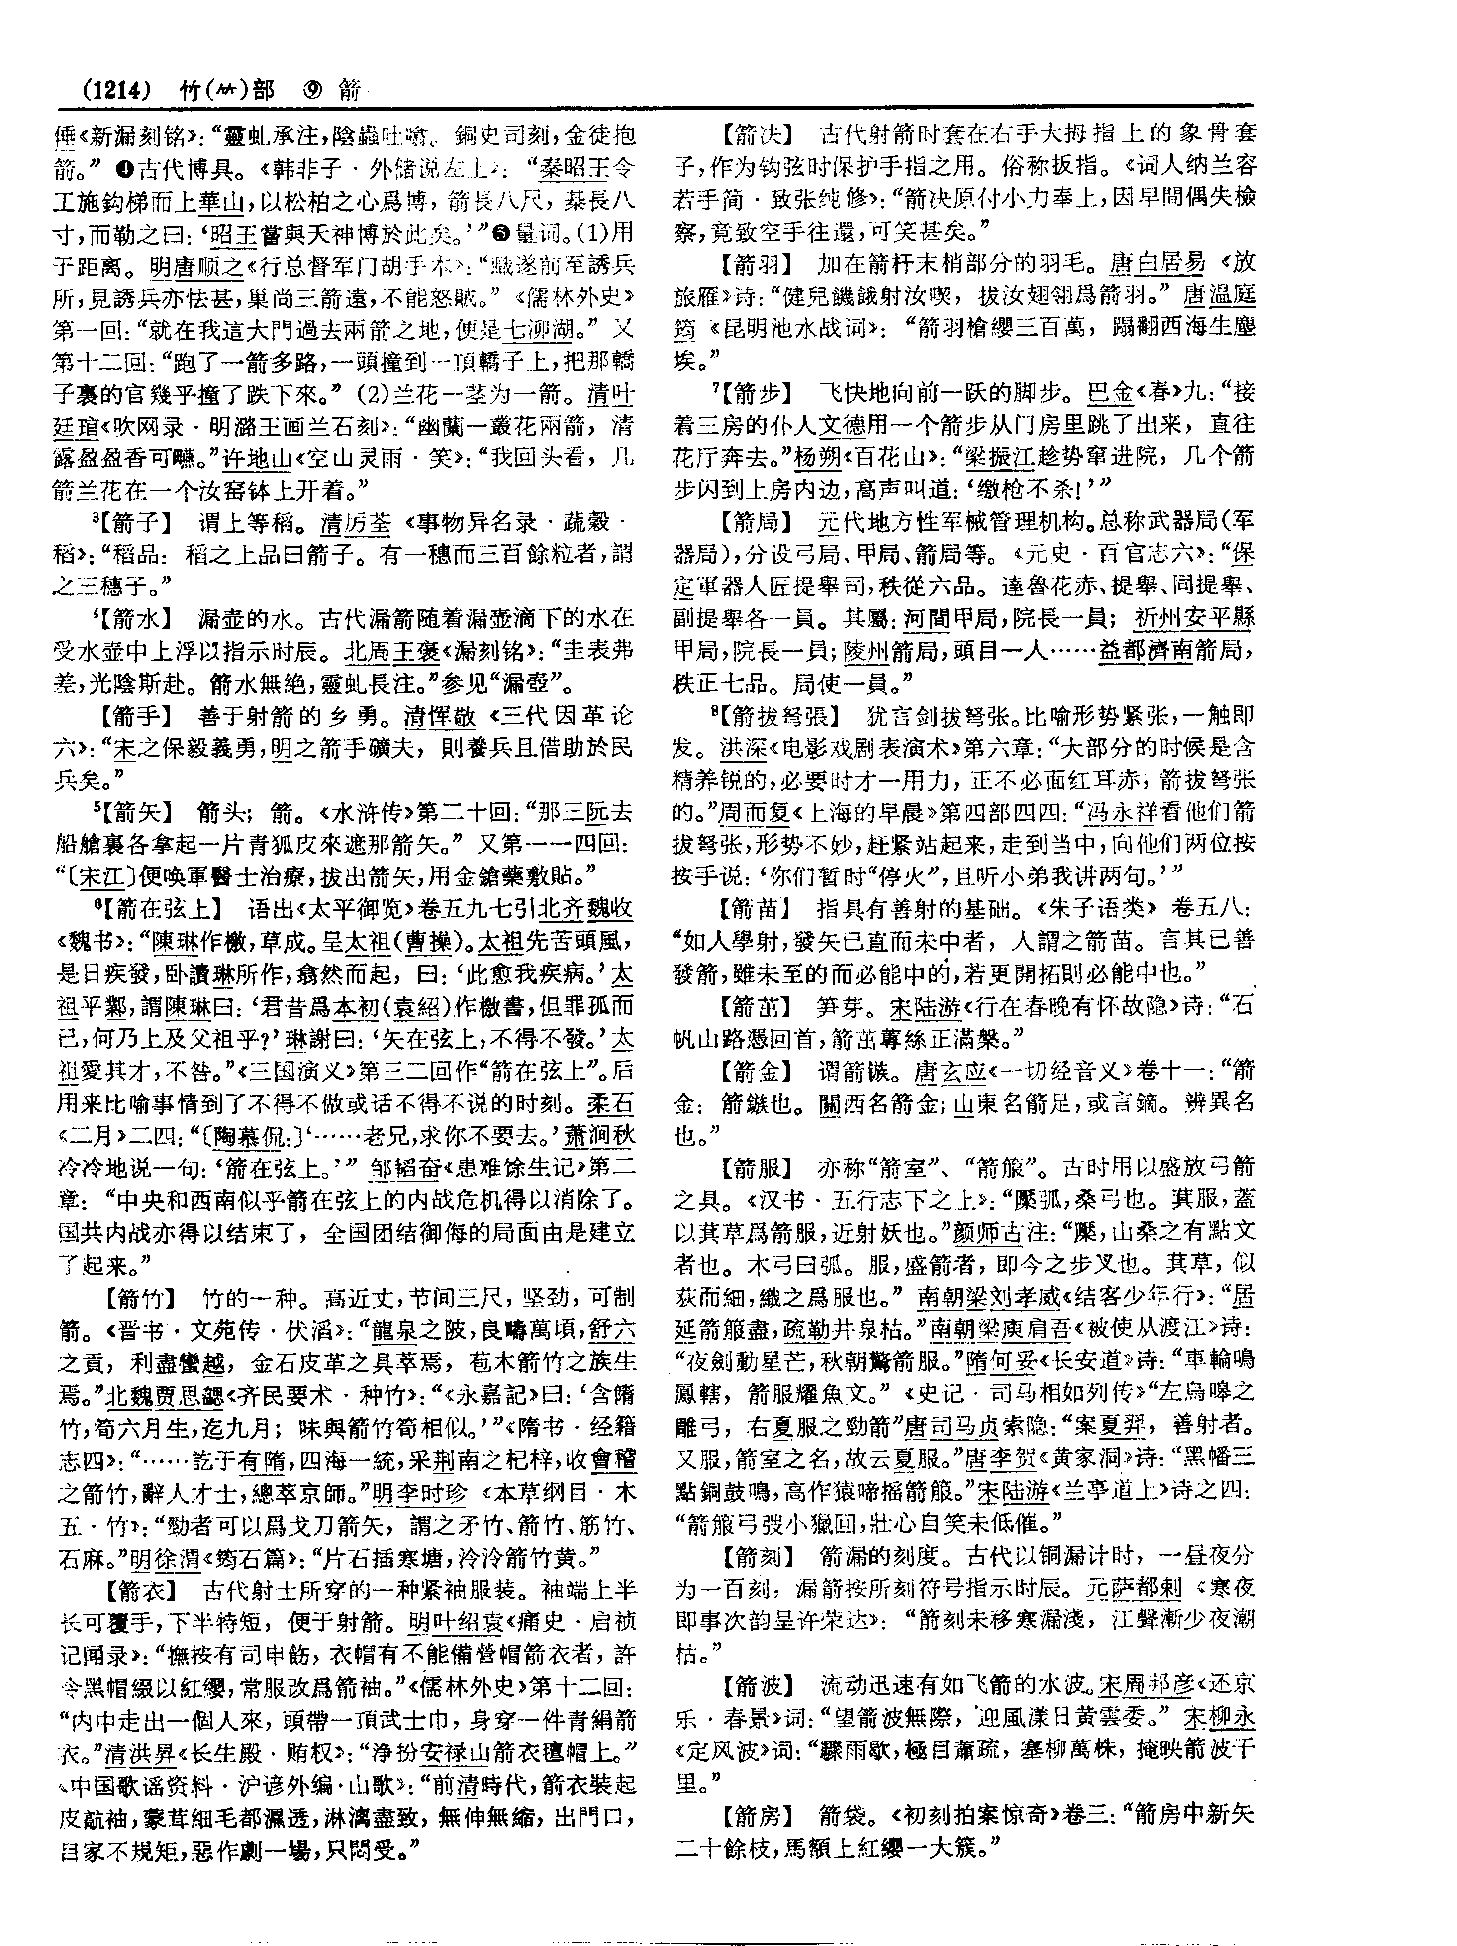 (1214) 竹(⺮)部 ⑨ 箭
倕《新漏刻铭》：“靈虬承注，陰蟲吐噏。銅史司刻，金徒抱
箭。”❹古代博具。《韩非子·外储说左上》：“秦昭王令
工施鈎梯而上華山，以松柏之心爲博，箭長八尺，棊長八
寸，而勒之曰：‘昭王嘗與天神博於此矣。’”❺量词。(1)用
于距离。明唐顺之《行总督军门胡手本》：“職遂前至誘兵
所，見誘兵亦怯甚，巢尚三箭遠，不能怒賊。”《儒林外史》
第一回：“就在我這大門過去兩箭之地，便是七泖湖。”又
第十二回：“跑了一箭多路，一頭撞到一頂轎子上，把那轎
子裏的官幾乎撞了跌下來。”(2)兰花一茎为一箭。清叶
廷琯《吹网录·明潞王画兰石刻》：“幽蘭一叢花兩箭，清
露盈盈香可嚥。”许地山《空山灵雨·笑》：“我回头看，几
箭兰花在一个汝窑钵上开着。”
³【箭子】 谓上等稻。清厉荃《事物异名录·蔬穀·
稻》：“稻品：稻之上品曰箭子。有一穗而三百餘粒者，謂
之三穗子。”
⁴【箭水】 漏壶的水。古代漏箭随着漏壶滴下的水在
受水壶中上浮以指示时辰。北周王褒《漏刻铭》：“圭表弗
差，光陰斯赴。箭水無絶，靈虬長注。”参见“漏壶”。
【箭手】 善于射箭的乡勇。清恽敬《三代因革论
六》：“宋之保毅義勇，明之箭手礦夫，則養兵且借助於民
兵矣。”
⁵【箭矢】 箭头；箭。《水浒传》第二十回：“那三阮去
船艙裏各拿起一片青狐皮來遮那箭矢。”又第一一四回：
“〔宋江〕便唤軍醫士治療，拔出箭矢，用金鎗藥敷貼。”
⁶【箭在弦上】 语出《太平御览》卷五九七引北齐魏收
《魏书》：“陳琳作檄，草成。呈太祖(曹操)。太祖先苦頭風，
是日疾發，卧讀琳所作，翕然而起，曰：‘此愈我疾病。’太
祖平鄴，謂陳琳曰：‘君昔爲本初(袁紹)作檄書，但罪孤而
已，何乃上及父祖乎？’琳謝曰：‘矢在弦上，不得不發。’太
祖愛其才，不咎。”《三国演义》第三二回作“箭在弦上”。后
用来比喻事情到了不得不做或话不得不说的时刻。柔石
《二月》二四：“〔陶慕侃：〕‘……老兄，求你不要去。’萧涧秋
冷冷地说一句：‘箭在弦上。’”邹韬奋《患难馀生记》第二
章：“中央和西南似乎箭在弦上的内战危机得以消除了。
国共内战亦得以结束了，全国团结御侮的局面由是建立
了起来。”
【箭竹】 竹的一种。高近丈，节间三尺，坚劲，可制
箭。《晋书·文苑传·伏滔》：“龍泉之陂，良疇萬頃，舒六
之貢，利盡蠻越，金石皮革之具萃焉，苞木箭竹之族生
焉。”北魏贾思勰《齐民要术·种竹》：“《永嘉記》曰：‘含䈙
竹，筍六月生，迄九月；味與箭竹筍相似。’”《隋书·经籍
志四》：“……訖于有隋，四海一統，采荆南之杞梓，收會稽
之箭竹，辭人才士，總萃京師。”明李时珍《本草纲目·木
五·竹》：“勁者可以爲戈刀箭矢，謂之矛竹、箭竹、筋竹、
石麻。”明徐渭《筠石篇》：“片石插寒塘，泠泠箭竹黄。”
【箭衣】 古代射士所穿的一种紧袖服装。袖端上半
长可覆手，下半特短，便于射箭。明叶绍袁《痛史·启祯
记闻录》：“撫按有司申飭，衣帽有不能備營帽箭衣者，許
令黑帽綴以紅纓，常服改爲箭袖。”《儒林外史》第十二回：
“内中走出一個人來，頭帶一頂武士巾，身穿一件青絹箭
衣。”清洪昇《长生殿·贿权》：“净扮安禄山箭衣氈帽上。”
《中国歌谣资料·沪谚外编·山歌》：“前清時代，箭衣裝起
皮敲袖，蒙茸細毛都濕透，淋漓盡致，無伸無縮，出門口，
自家不規矩，惡作劇一場，只悶受。”
【箭决】 古代射箭时套在右手大拇指上的象骨套
子，作为钩弦时保护手指之用。俗称扳指。《词人纳兰容
若手简·致张纯修》：“箭决原付小力奉上，因早間偶失檢
察，竟致空手往還，可笑甚矣。”
【箭羽】 加在箭杆末梢部分的羽毛。唐白居易《放
旅雁》诗：“健兒饑餓射汝喫，拔汝翅翎爲箭羽。”唐温庭
筠《昆明池水战词》：“箭羽槍纓三百萬，蹋翻西海生塵
埃。”
⁷【箭步】 飞快地向前一跃的脚步。巴金《春》九：“接
着三房的仆人文德用一个箭步从门房里跳了出来，直往
花厅奔去。”杨朔《百花山》：“梁振江趁势窜进院，几个箭
步闪到上房内边，高声叫道：‘缴枪不杀！’”
【箭局】 元代地方性军械管理机构。总称武器局(军
器局)，分设弓局、甲局、箭局等。《元史·百官志六》：“保
定軍器人匠提舉司，秩從六品。達魯花赤、提舉、同提舉、
副提舉各一員。其屬：河間甲局，院長一員；祈州安平縣
甲局，院長一員；陵州箭局，頭目一人……益都濟南箭局，
秩正七品。局使一員。”
⁸【箭拔弩張】 犹言剑拔弩张。比喻形势紧张，一触即
发。洪深《电影戏剧表演术》第六章：“大部分的时候是含
精养锐的，必要时才一用力，正不必面红耳赤，箭拔弩张
的。”周而复《上海的早晨》第四部四四：“冯永祥看他们箭
拔弩张，形势不妙，赶紧站起来，走到当中，向他们两位按
按手说：‘你们暂时“停火”，且听小弟我讲两句。’”
【箭苗】 指具有善射的基础。《朱子语类》卷五八：
“如人學射，發矢已直而未中者，人謂之箭苗。言其已善
發箭，雖未至的而必能中的，若更開拓則必能中也。”
【箭茁】 笋芽。宋陆游《行在春晚有怀故隐》诗：“石
帆山路慿回首，箭茁蓴絲正滿槃。”
【箭金】 谓箭镞。唐玄应《一切经音义》卷十一：“箭
金：箭鏃也。關西名箭金；山東名箭足，或言鏑。辨異名
也。”
【箭服】 亦称“箭室”、“箭箙”。古时用以盛放弓箭
之具。《汉书·五行志下之上》：“檿弧，桑弓也。萁服，蓋
以萁草爲箭服，近射妖也。”颜师古注：“檿，山桑之有點文
者也。木弓曰弧。服，盛箭者，即今之步叉也。萁草，似
荻而細，織之爲服也。”南朝梁刘孝威《结客少年行》：“居
延箭箙盡，疏勒井泉枯。”南朝梁庾肩吾《被使从渡江》诗：
“夜劍動星芒，秋朝驚箭服。”隋何妥《长安道》诗：“車輪鳴
鳳轄，箭服耀魚文。”《史记·司马相如列传》“左烏嘷之
雕弓，右夏服之勁箭”唐司马贞索隐：“案夏羿，善射者。
又服，箭室之名，故云夏服。”唐李贺《黄家洞》诗：“黑幡三
點銅鼓鳴，高作猿啼摇箭箙。”宋陆游《兰亭道上》诗之四：
“箭箙弓弢小獵回，壯心自笑未低催。”
【箭刻】 箭漏的刻度。古代以铜漏计时，一昼夜分
为一百刻，漏箭按所刻符号指示时辰。元萨都剌《寒夜
即事次韵呈许荣达》：“箭刻未移寒漏淺，江聲漸少夜潮
枯。”
【箭波】 流动迅速有如飞箭的水波。宋周邦彦《还京
乐·春景》词：“望箭波無際，迎風漾日黄雲委。”宋柳永
《定风波》词：“驟雨歇，極目蕭疏，塞柳萬株，掩映箭波千
里。”
【箭房】 箭袋。《初刻拍案惊奇》卷三：“箭房中新矢
二十餘枝，馬額上紅纓一大簇。”